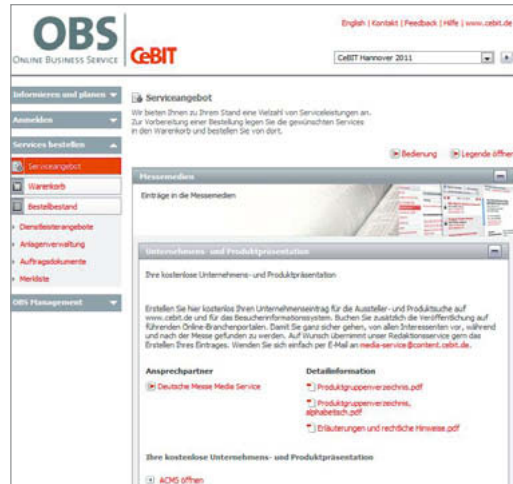 OBS
ONLINE BUSINESS SERVICE
CeBIT
English | Kontakt | Feedback | Hilfe | www.cebit.de
CeBIT Hannover 2011
Informieren und planen
Anmelden
Services bestellen
Serviceangebot
Warenkorb
Bestellbestand
Dienstleisterangebote
Anlagenverwaltung
Auftragsdokumente
Merkliste
OBS Management
Serviceangebot
Wir bieten Ihnen zu Ihrem Stand eine Vielzahl von Serviceleistungen an.
Zur Vorbereitung einer Bestellung legen Sie die gewünschten Services
in den Warenkorb und bestellen Sie von dort.
Bedienung
Legende öffnen
Messemedien
Einträge in die Messemedien
Unternehmens- und Produktpräsentation
Ihre kostenlose Unternehmens- und Produktpräsentation
Erstellen Sie hier kostenlos Ihren Unternehmenseintrag für die Aussteller- und Produktsuche auf
www.cebit.de und für das Besucherinformationssystem. Buchen Sie zusätzlich die Veröffentlichung auf
führenden Online-Branchenportalen. Damit Sie ganz sicher gehen, von allen Interessenten vor, während
und nach der Messe gefunden zu werden. Auf Wunsch übernimmt unser Redaktionsservice gern das
Erstellen Ihres Eintrages. Wenden Sie sich einfach per E-Mail an media-service@content.cebit.de.
Ansprechpartner
Deutsche Messe Media Service
Detailinformation
Produktgruppenverzeichnis.pdf
Produktgruppenverzeichnis,
alphabetisch.pdf
Erläuterungen und rechtliche Hinweise.pdf
Ihre kostenlose Unternehmens- und Produktpräsentation
ACMS öffnen